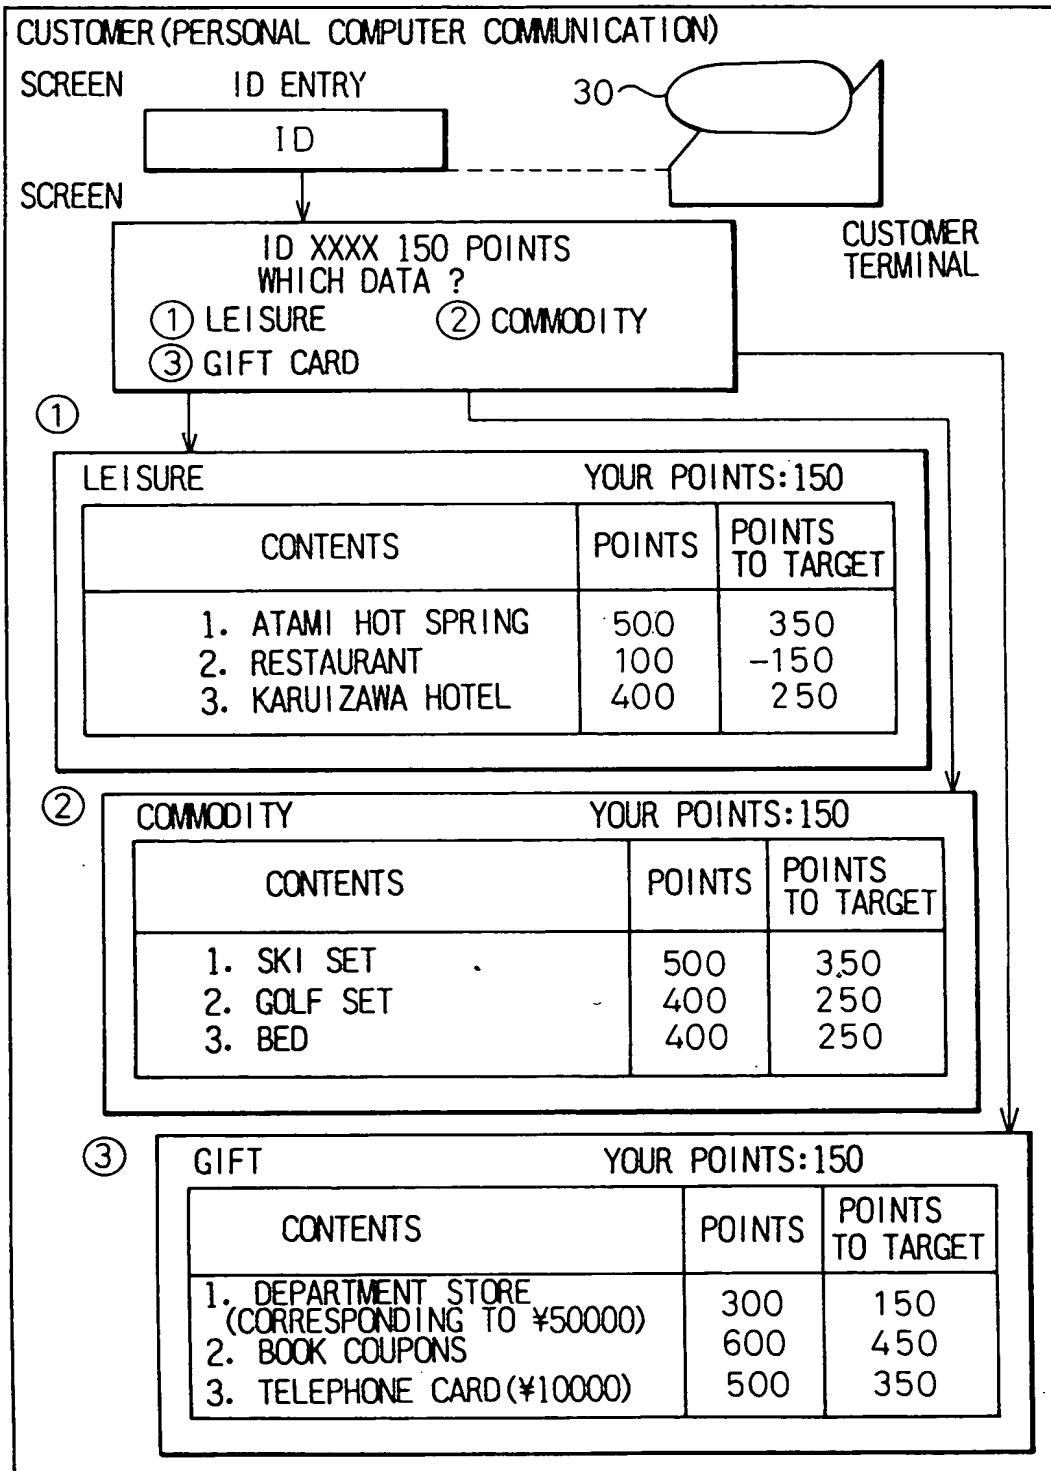 CUSTOMER(PERSONAL COMPUTER COMMUNICATION)
SCREEN ID ENTRY 30
ID
SCREEN
CUSTOMER
TERMINAL
ID XXXX 150 POINTS
WHICH DATA ?
① LEISURE ② COMMODITY
③ GIFT CARD
①
LEISURE YOUR POINTS:150
CONTENTS POINTS POINTS TO TARGET
1. ATAMI HOT SPRING 500 350
2. RESTAURANT 100 -150
3. KARUIZAWA HOTEL 400 250
②
COMMODITY YOUR POINTS:150
CONTENTS POINTS POINTS TO TARGET
1. SKI SET 500 350
2. GOLF SET 400 250
3. BED 400 250
③
GIFT YOUR POINTS:150
CONTENTS POINTS POINTS TO TARGET
1. DEPARTMENT STORE
(CORRESPONDING TO ¥50000) 300 150
2. BOOK COUPONS 600 450
3. TELEPHONE CARD(¥10000) 500 350